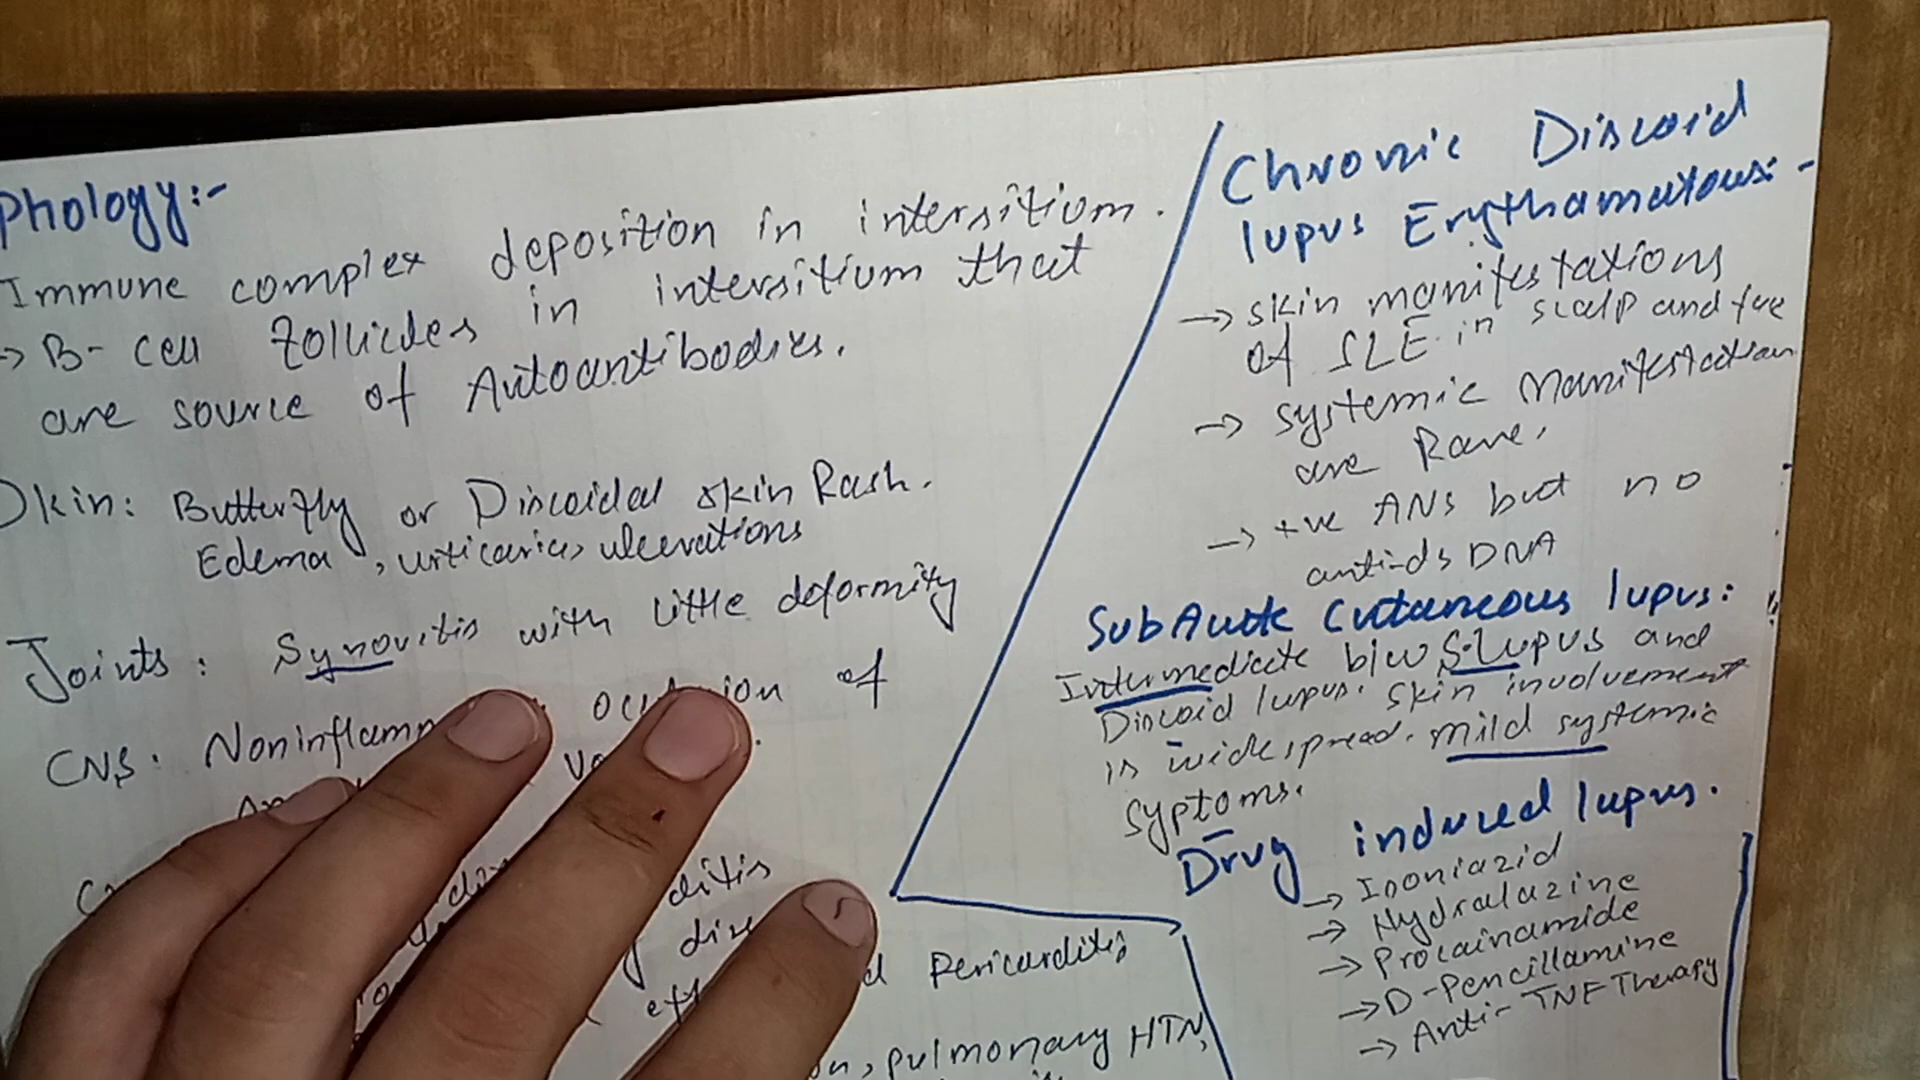 phology:-
Immune complex deposition in intersitium.
-> B-cell follicles in intersitium that
are source of Autoantibodies.
Skin: Butterfly or Discoidal skin Rash.
Edema, urticaria, ulcerations
Joints: Synovitis with little deformity
CNS. of
Pericarditis
, pulmonary HTN,
Chronic Discoid
lupus Erythamatous:-
-> skin manifestations
of SLE in scalp and face
-> systemic Manifestation
are Rare.
-> +ve ANs but no
anti-ds DNA
SubAcute Cutaneous lupus:
Intermediate b/w S.Lupus and
Discoid lupus. Skin involvement
is widespread. mild systemic
syptoms.
Drug induced lupus.
-> Isoniazid
-> Hydralazine
-> Procainamide
-> D-Pencillamine
-> Anti-TNF Therapy